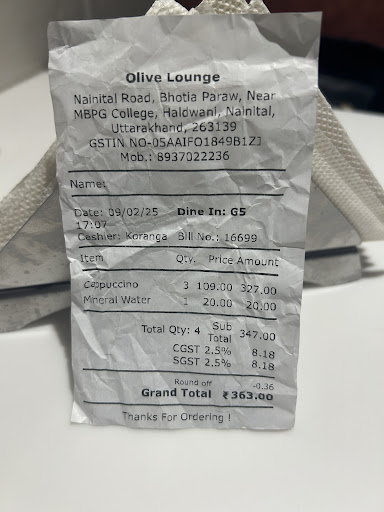 Olive Lounge
Nainital Road, Bhotia Paraw, Near
MBPG College, Haldwani, Nainital,
Uttarakhand, 263139
GSTIN NO-05AAIFO1849B1ZJ
Mob.: 8937022236
Name:
Date: 09/02/25 Dine In: G5
17:07
Cashier: Koranga Bill No.: 16699
Item Qty. Price Amount
Cappuccino 3 109.00 327.00
Mineral Water 1 20.00 20.00
Total Qty: 4 Sub Total 347.00
CGST 2.5% 8.18
SGST 2.5% 8.18
Round off -0.36
Grand Total ₹363.00
Thanks For Ordering !